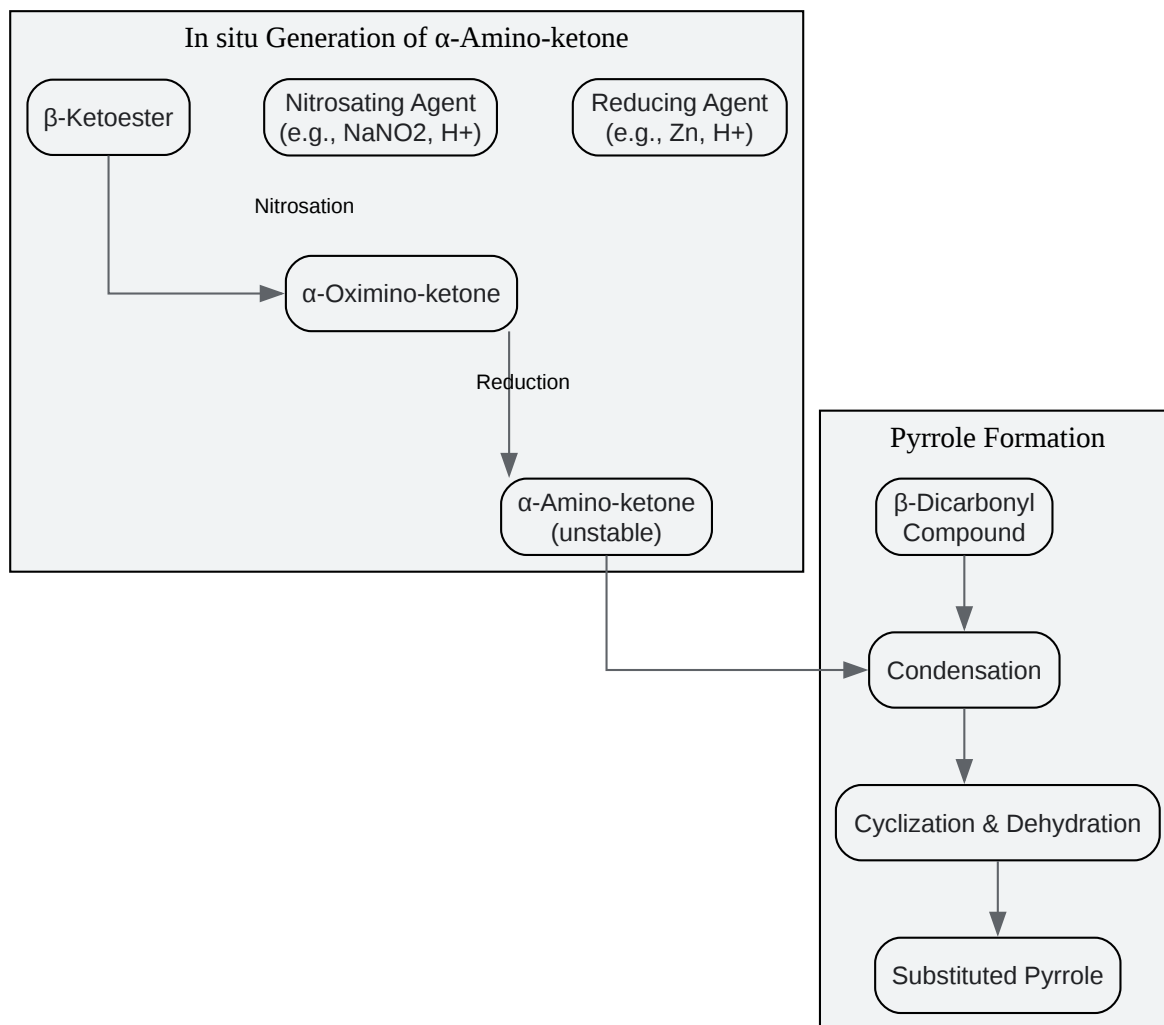 In situ Generation of α-Amino-ketone
β-Ketoester
Nitrosating Agent
(e.g., NaNO2, H+)
Reducing Agent
(e.g., Zn, H+)
Nitrosation
α-Oximino-ketone
Reduction
α-Amino-ketone
(unstable)
Pyrrole Formation
β-Dicarbonyl
Compound
Condensation
Cyclization & Dehydration
Substituted Pyrrole